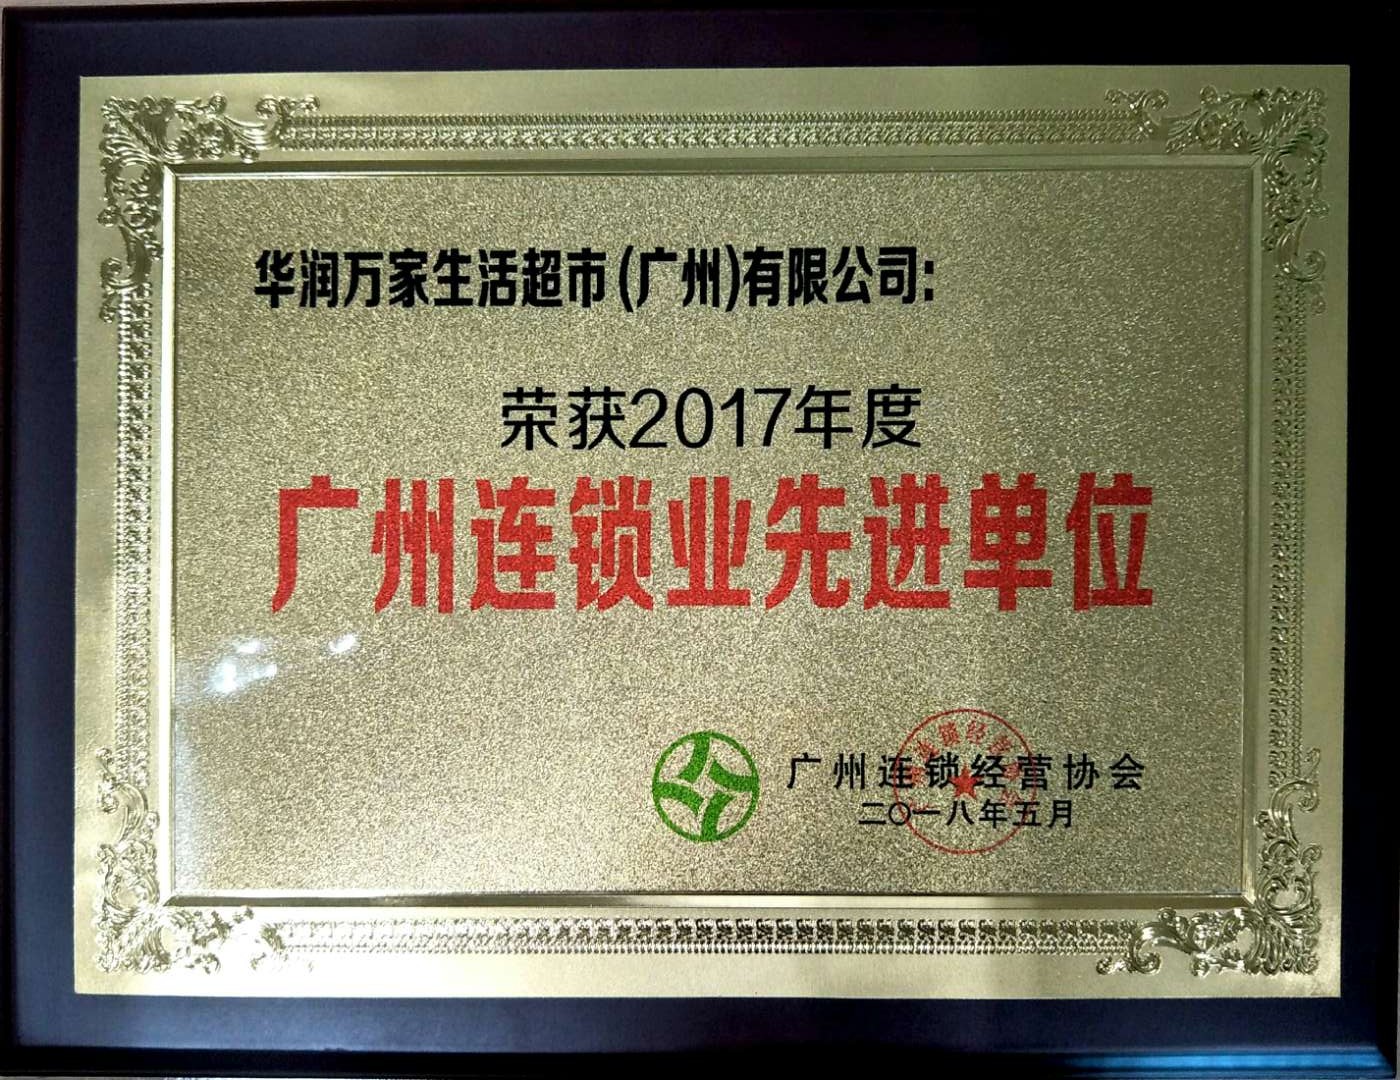 华润万家生活超市(广州)有限公司:
荣获2017年度
广州连锁业先进单位
广州连锁经营协会
二〇一八年五月